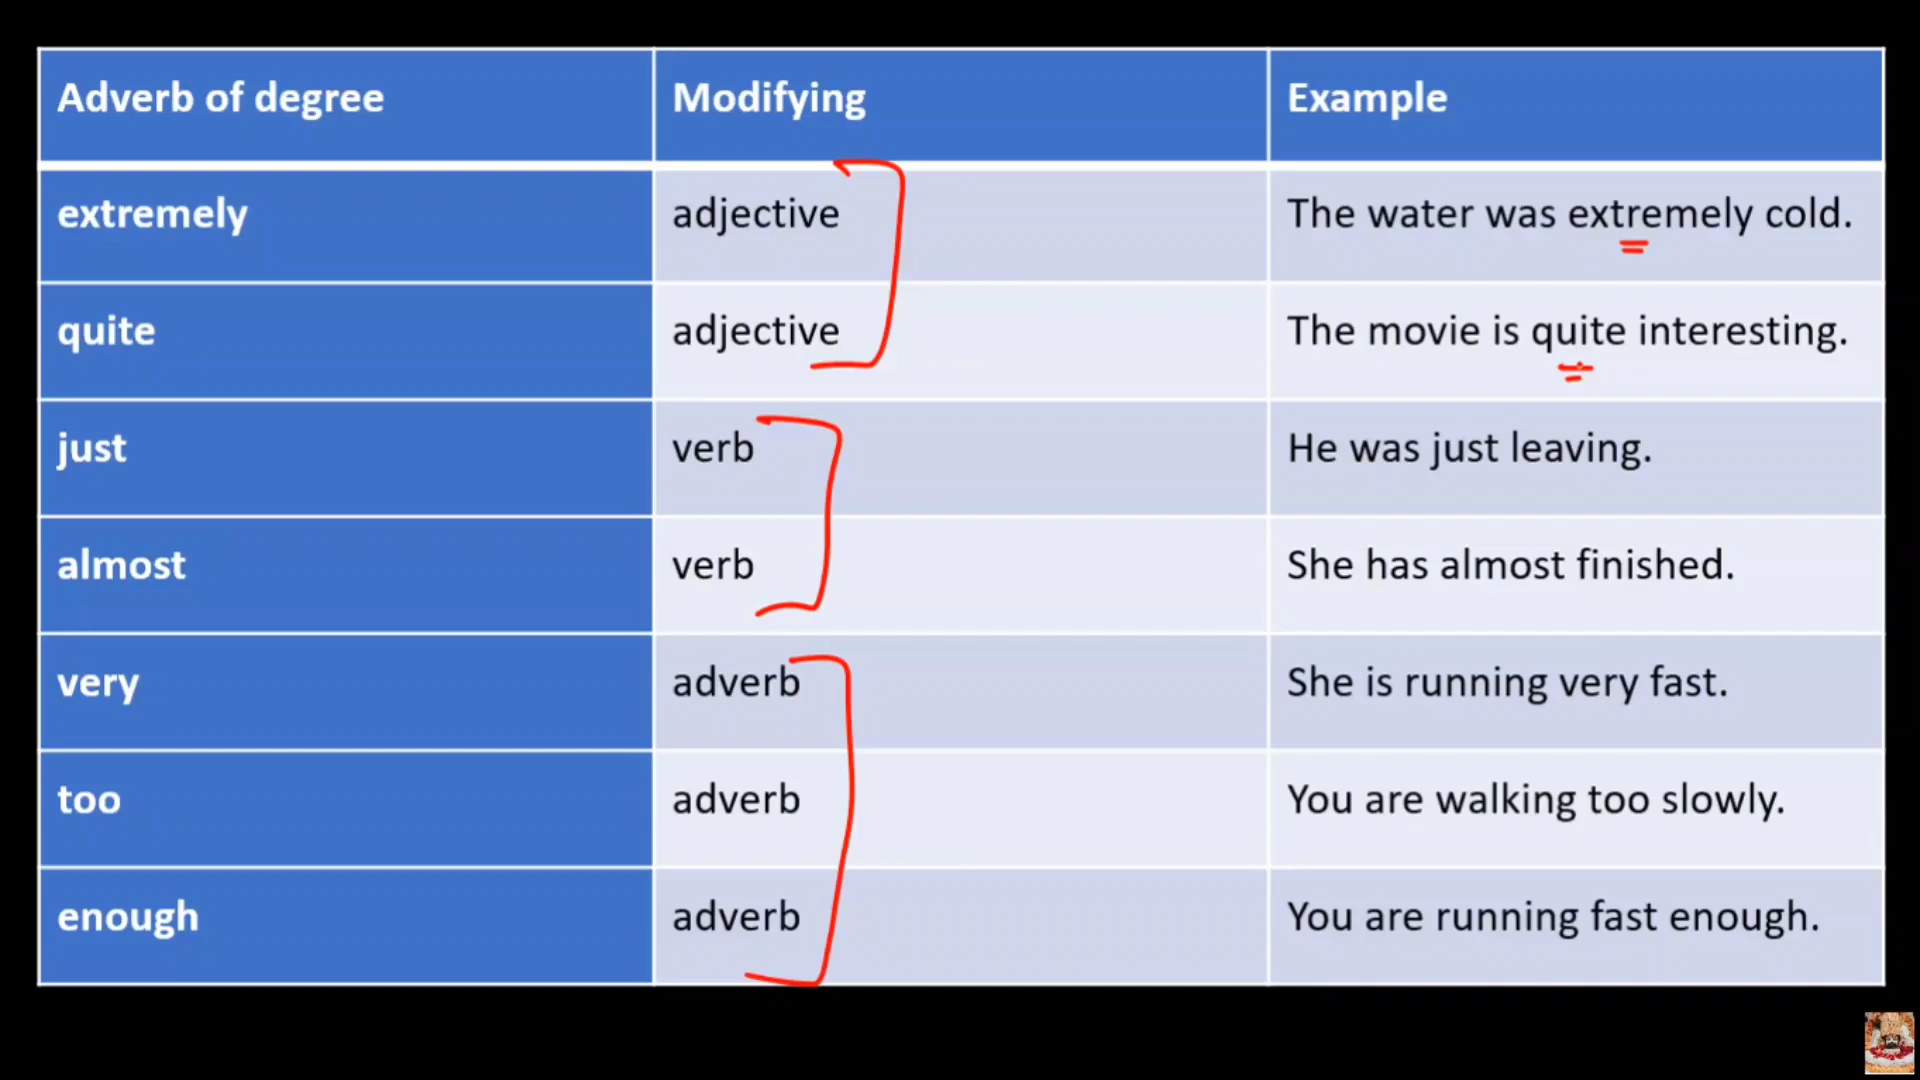 Adverb of degree Modifying Example
extremely adjective The water was extremely cold.
quite adjective The movie is quite interesting.
just verb He was just leaving.
almost verb She has almost finished.
very adverb She is running very fast.
too adverb You are walking too slowly.
enough adverb You are running fast enough.